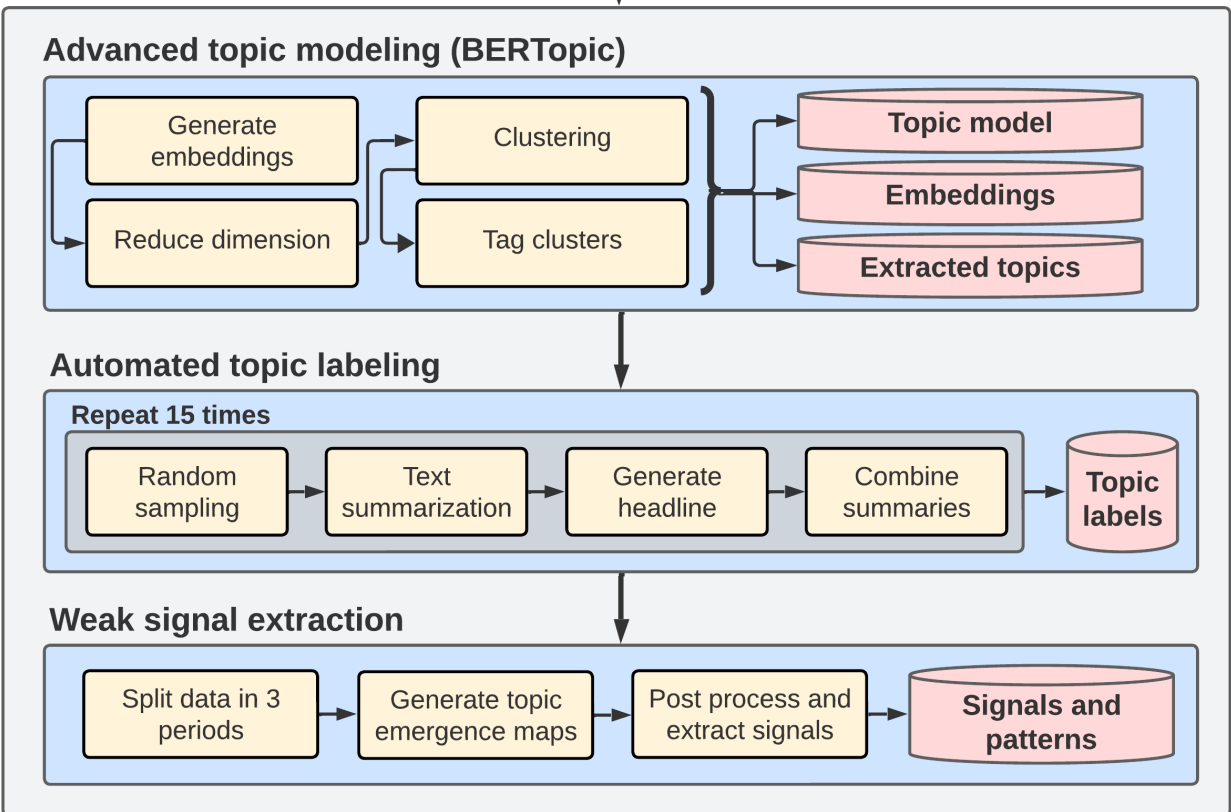 Advanced topic modeling (BERTopic)
Generate
embeddings
Reduce dimension
Clustering
Tag clusters
Topic model
Embeddings
Extracted topics
Automated topic labeling
Repeat 15 times
Random
sampling
Text
summarization
Generate
headline
Combine
summaries
Topic
labels
Weak signal extraction
Split data in 3
periods
Generate topic
emergence maps
Post process and
extract signals
Signals and
patterns